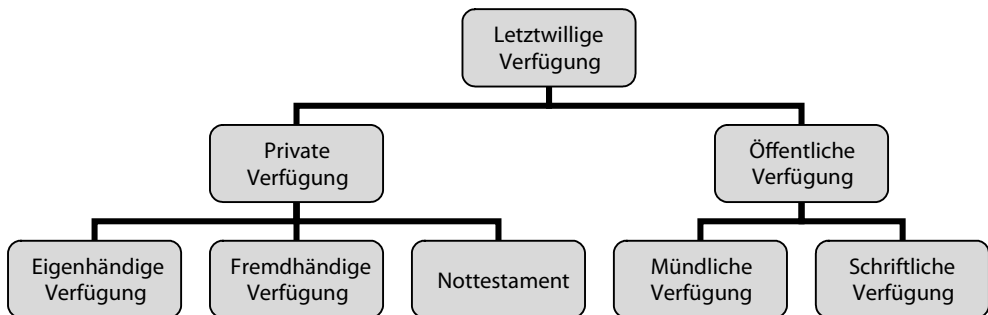 Letztwillige
Verfügung
Private
Verfügung
Öffentliche
Verfügung
Eigenhändige
Verfügung
Fremdhändige
Verfügung
Nottestament
Mündliche
Verfügung
Schriftliche
Verfügung